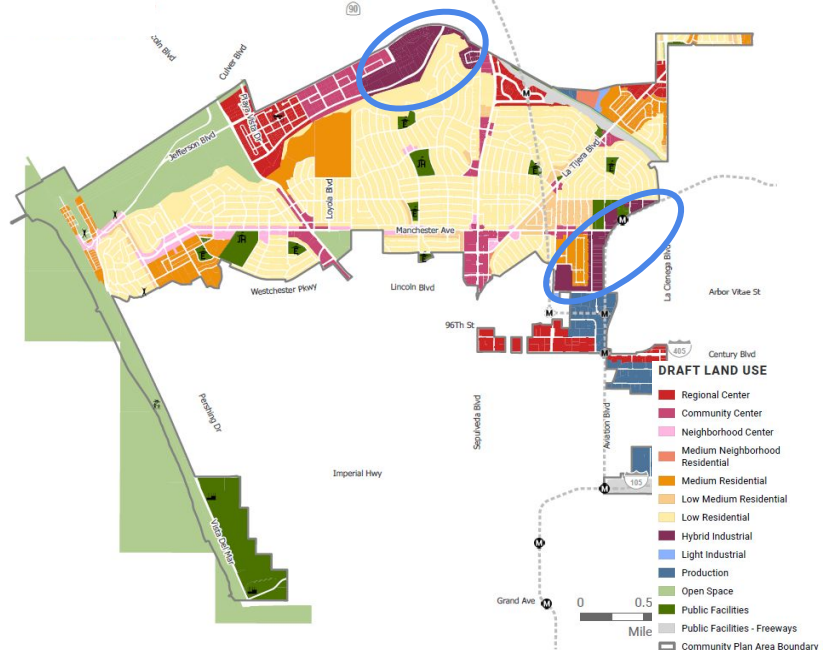 90
Culver Blvd
Playa Vista Dr
Jefferson Blvd
Loyola Blvd
M
La Tijera Blvd
JR
E
E
E
E
Manchester Ave
M
JR
E
E
E
La Cienega Blvd
Westchester Pkwy
Lincoln Blvd
Arbor Vitae St
M
M
96Th St
405
M
Century Blvd
DRAFT LAND USE
Regional Center
Community Center
Neighborhood Center
Medium Neighborhood
Residential
Medium Residential
Low Medium Residential
Low Residential
Hybrid Industrial
Light Industrial
Production
Open Space
Public Facilities
Public Facilities - Freeways
Community Plan Area Boundary
Pershing Dr
Sepulveda Blvd
Aviation Blvd
Imperial Hwy
105
M
Vista Del Mar
M
Grand Ave
M
0 0.5
Mile